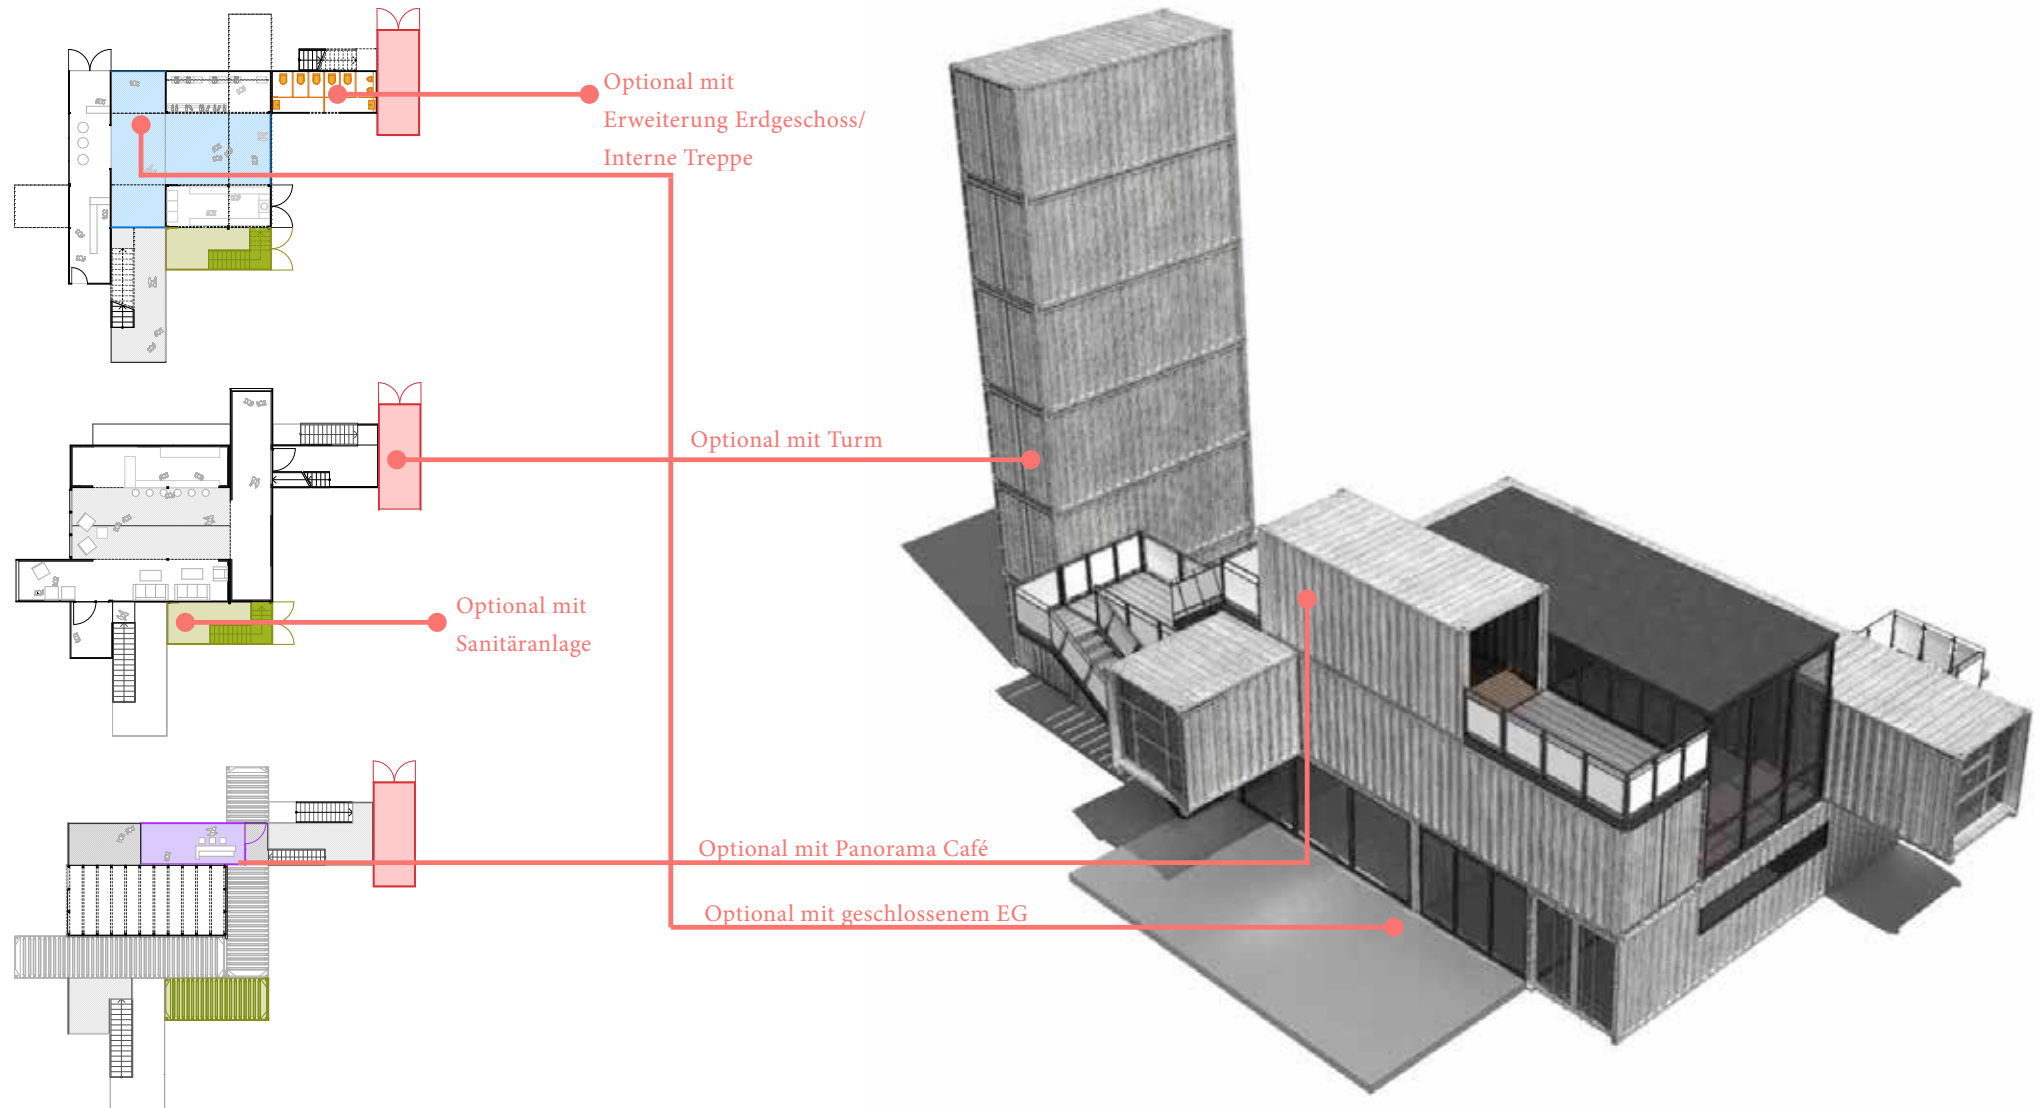 Optional mit
Erweiterung Erdgeschoss/
Interne Treppe
Optional mit Turm
Optional mit
Sanitäranlage
Optional mit Panorama Café
Optional mit geschlossenem EG